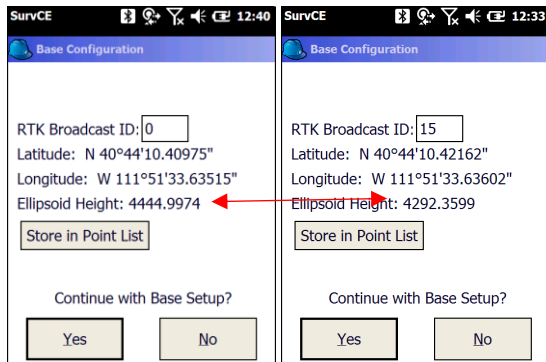 SurvCE 12:40
Base Configuration
RTK Broadcast ID: 0
Latitude: N 40°44'10.40975"
Longitude: W 111°51'33.63515"
Ellipsoid Height: 4444.9974
Store in Point List
Continue with Base Setup?
Yes No
SurvCE 12:33
Base Configuration
RTK Broadcast ID: 15
Latitude: N 40°44'10.42162"
Longitude: W 111°51'33.63602"
Ellipsoid Height: 4292.3599
Store in Point List
Continue with Base Setup?
Yes No